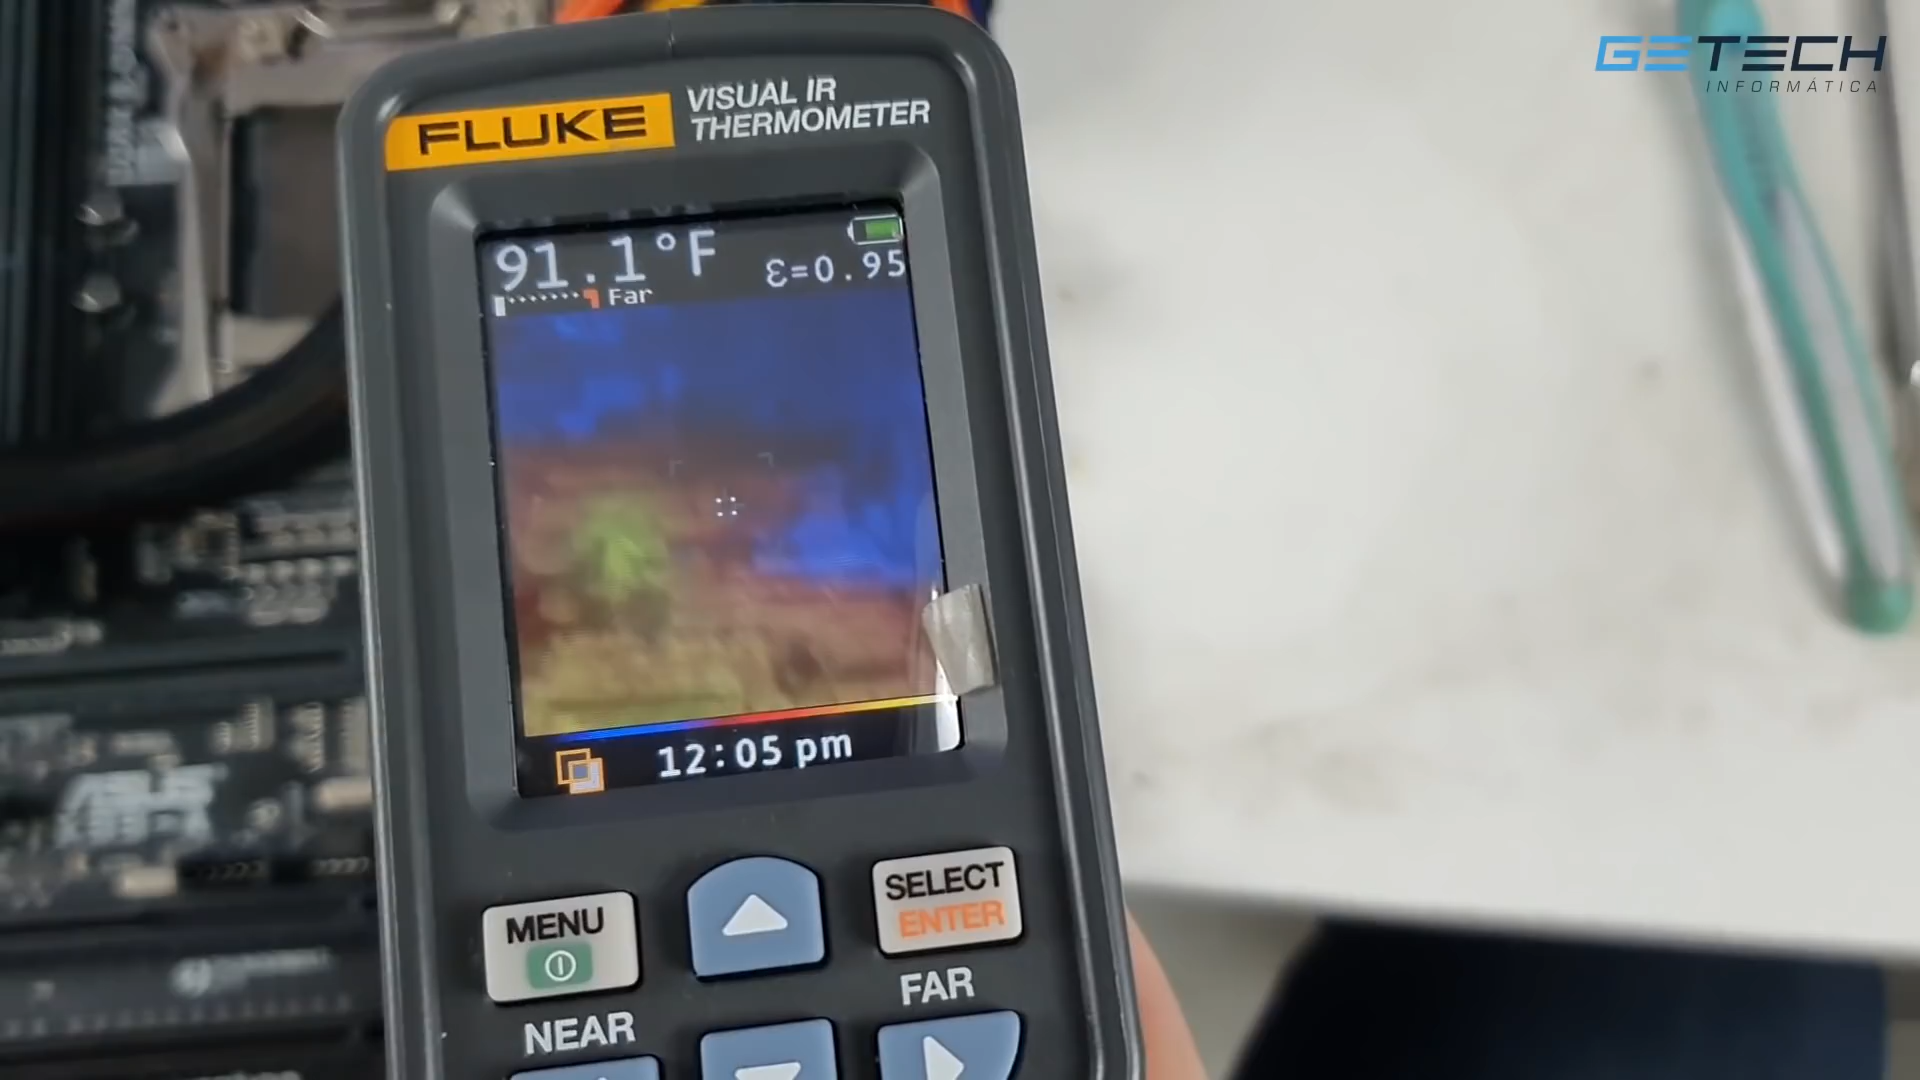 GETECH
INFORMÁTICA
FLUKE
VISUAL IR
THERMOMETER
91.1°F
ε=0.95
Far
12:05 pm
MENU
SELECT
ENTER
NEAR
FAR